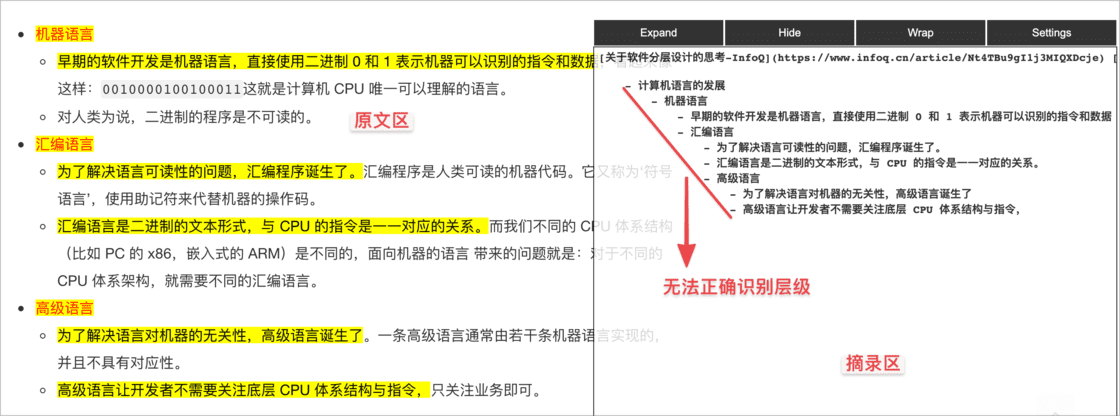 机器语言
早期的软件开发是机器语言，直接使用二进制 0 和 1 表示机器可以识别的指令和数据，看起来像
这样：0010000100100011这就是计算机 CPU 唯一可以理解的语言。
对人类为说，二进制的程序是不可读的。
原文区
汇编语言
为了解决语言可读性的问题，汇编程序诞生了。汇编程序是人类可读的机器代码。它又称为‘符号
语言’，使用助记符来代替机器的操作码。
汇编语言是二进制的文本形式，与 CPU 的指令是一一对应的关系。而我们不同的 CPU 体系结构
（比如 PC 的 x86，嵌入式的 ARM）是不同的，面向机器的语言 带来的问题就是：对于不同的
CPU 体系架构，就需要不同的汇编语言。
高级语言
为了解决语言对机器的无关性，高级语言诞生了。一条高级语言通常由若干条机器语言实现的，
并且不具有对应性。
高级语言让开发者不需要关注底层 CPU 体系结构与指令，只关注业务即可。
Expand Hide Wrap Settings
[关于软件分层设计的思考-InfoQ](https://www.infoq.cn/article/Nt4TBu9gI1j3MIQXDcje) [
- 计算机语言的发展
- 机器语言
- 早期的软件开发是机器语言，直接使用二进制 0 和 1 表示机器可以识别的指令和数据
- 汇编语言
- 为了解决语言可读性的问题，汇编程序诞生了。
- 汇编语言是二进制的文本形式，与 CPU 的指令是一一对应的关系。
- 高级语言
- 为了解决语言对机器的无关性，高级语言诞生了
- 高级语言让开发者不需要关注底层 CPU 体系结构与指令，
无法正确识别层级
摘录区